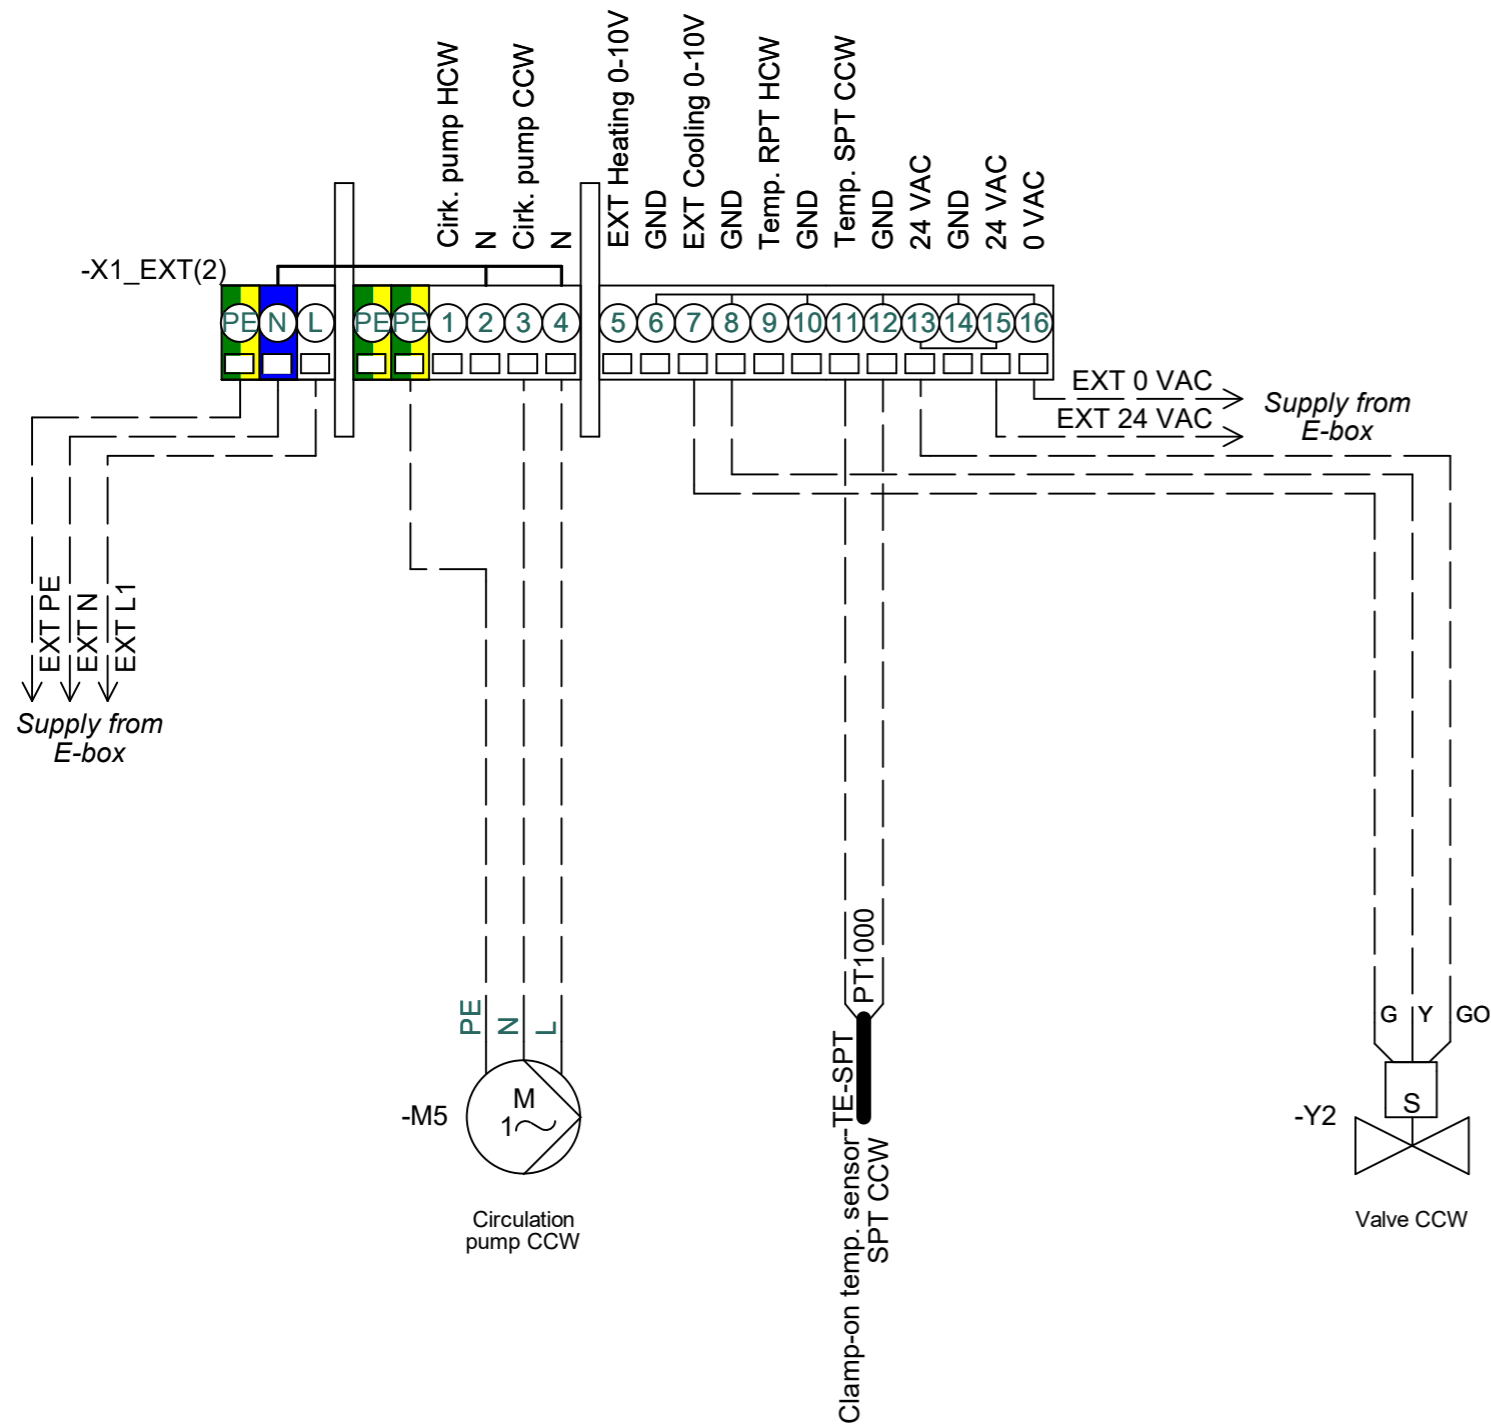 Cirk. pump HCW
N
Cirk. pump CCW
N
EXT Heating 0-10V
GND
EXT Cooling 0-10V
GND
Temp. RPT HCW
GND
Temp. SPT CCW
GND
24 VAC
GND
24 VAC
0 VAC
-X1_EXT(2)
PE N L PE PE 1 2 3 4 5 6 7 8 9 10 11 12 13 14 15 16
EXT 0 VAC
EXT 24 VAC
Supply from
E-box
EXT PE
EXT N
EXT L1
Supply from
E-box
PE
N
L
-M5
M
1~
Circulation
pump CCW
PT1000
-TE-SPT
Clamp-on temp. sensor
SPT CCW
G Y GO
S
-Y2
Valve CCW